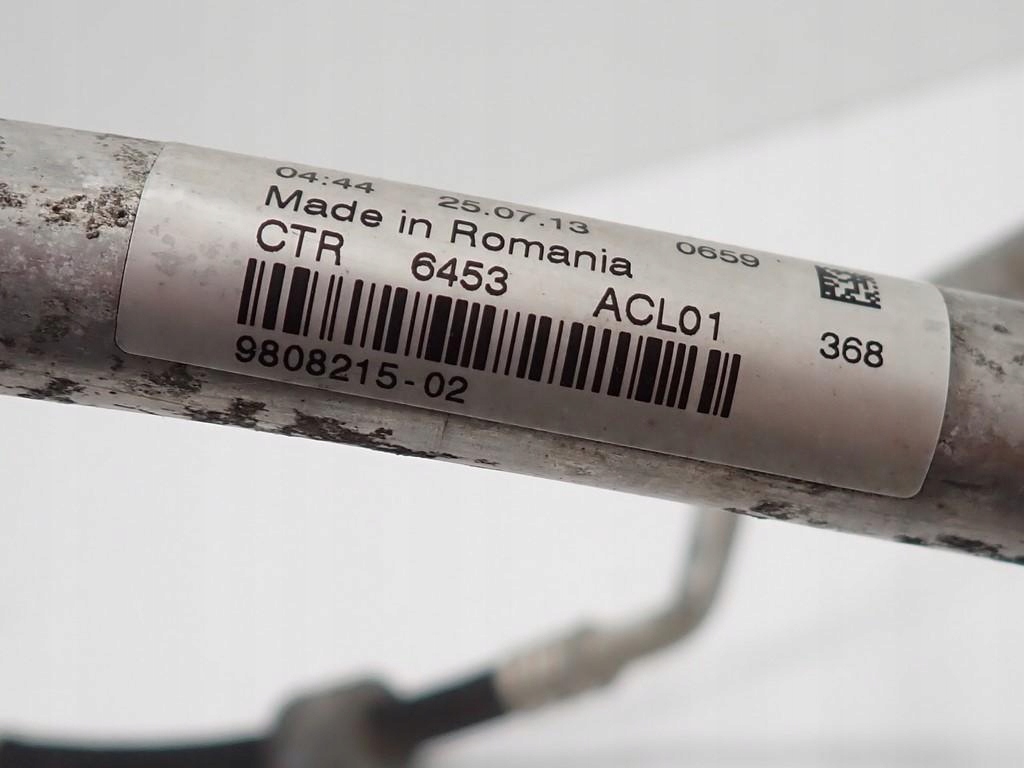 04:44 25.07.13 0659
Made in Romania
CTR 6453 ACL01
368
9808215-02